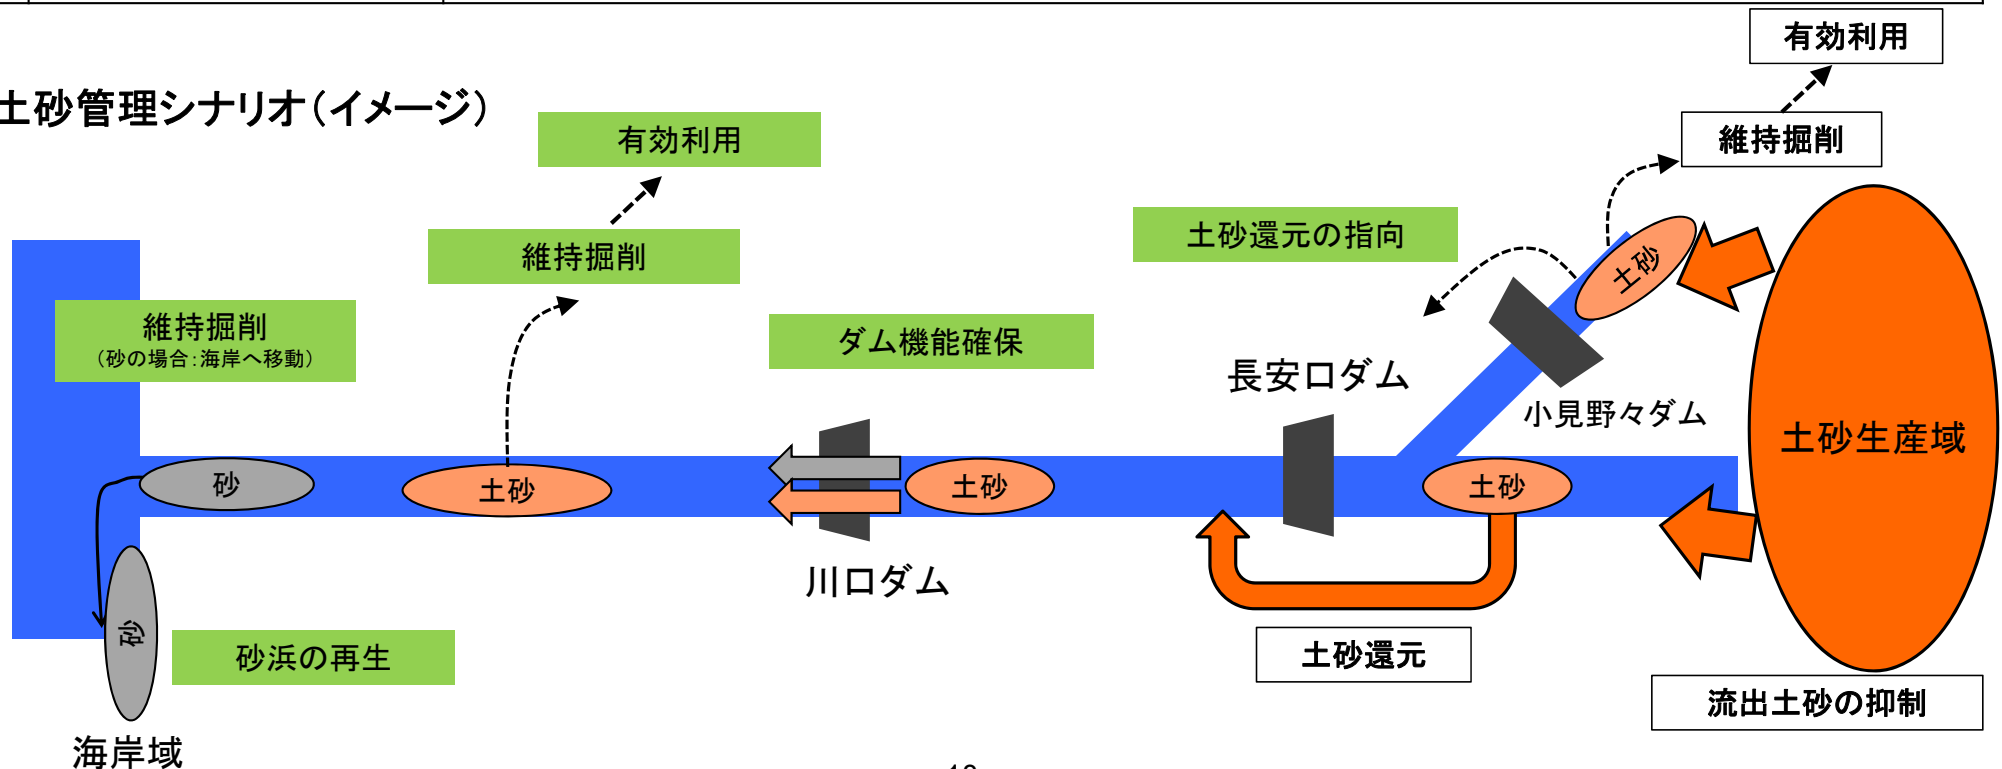 有効利用
土砂管理シナリオ（イメージ）
有効利用
維持掘削
土砂還元の指向
維持掘削
土砂
維持掘削
（砂の場合：海岸へ移動）
ダム機能確保
長安口ダム
小見野々ダム
土砂生産域
砂
土砂
土砂
土砂
川口ダム
砂
砂浜の再生
土砂還元
流出土砂の抑制
海岸域